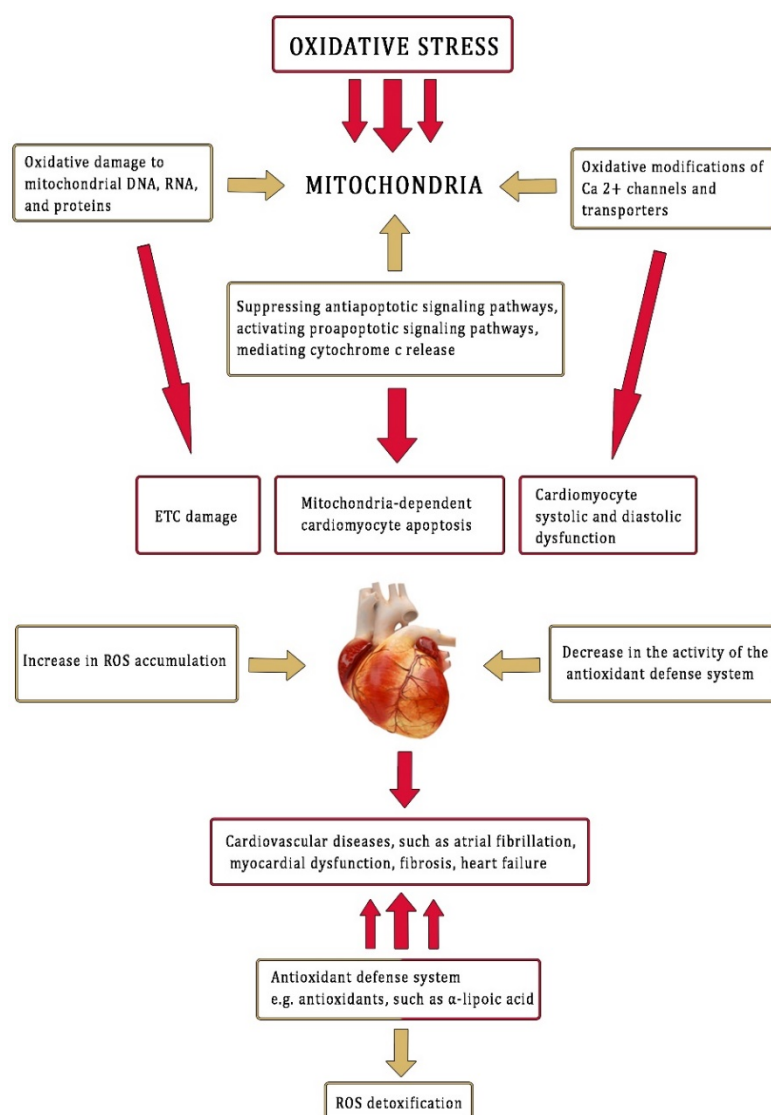 OXIDATIVE STRESS
Oxidative damage to
mitochondrial DNA, RNA,
and proteins
MITOCHONDRIA
Oxidative modifications of
Ca 2+ channels and
transporters
Suppressing antiapoptotic signaling pathways,
activating proapoptotic signaling pathways,
mediating cytochrome c release
ETC damage
Mitochondria-dependent
cardiomyocyte apoptosis
Cardiomyocyte
systolic and diastolic
dysfunction
Increase in ROS accumulation
Decrease in the activity of the
antioxidant defense system
Cardiovascular diseases, such as atrial fibrillation,
myocardial dysfunction, fibrosis, heart failure
Antioxidant defense system
e.g. antioxidants, such as α-lipoic acid
ROS detoxification